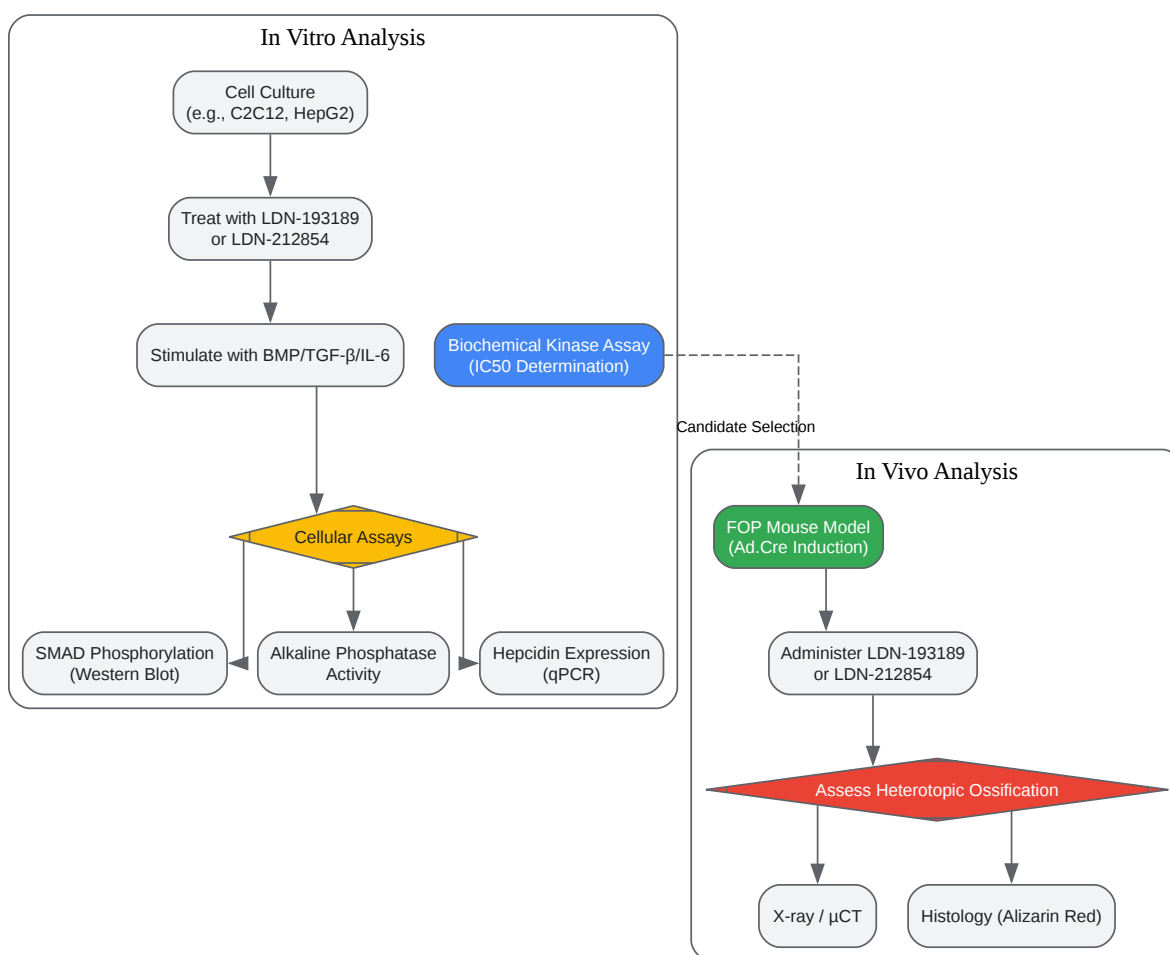 In Vitro Analysis
Cell Culture
(e.g., C2C12, HepG2)
Treat with LDN-193189
or LDN-212854
Stimulate with BMP/TGF-β/IL-6
Biochemical Kinase Assay
(IC50 Determination)
Candidate Selection
Cellular Assays
SMAD Phosphorylation
(Western Blot)
Alkaline Phosphatase
Activity
Hepcidin Expression
(qPCR)
In Vivo Analysis
FOP Mouse Model
(Ad.Cre Induction)
Administer LDN-193189
or LDN-212854
Assess Heterotopic Ossification
X-ray / µCT
Histology (Alizarin Red)